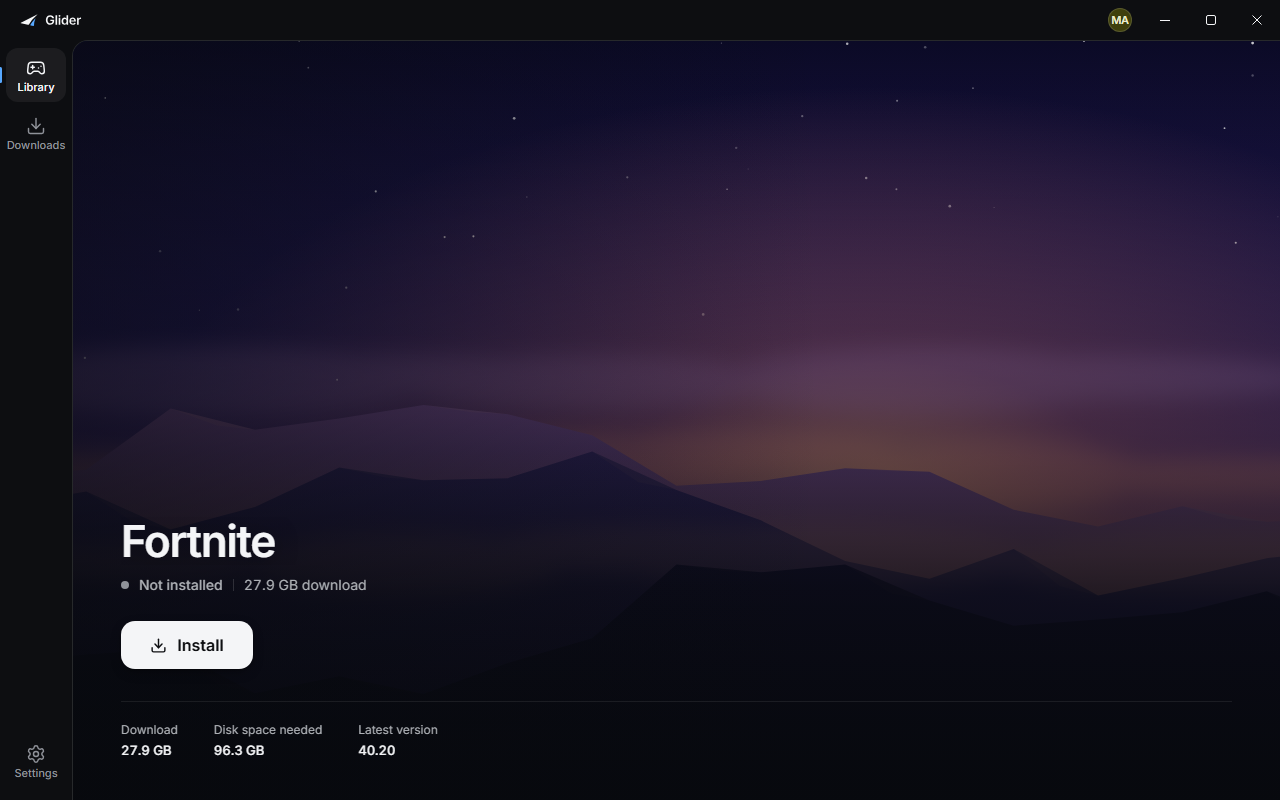 Glider
MA
Library
Downloads
Fortnite
Not installed
27.9 GB download
Install
Download
Disk space needed
Latest version
27.9 GB
96.3 GB
40.20
Settings